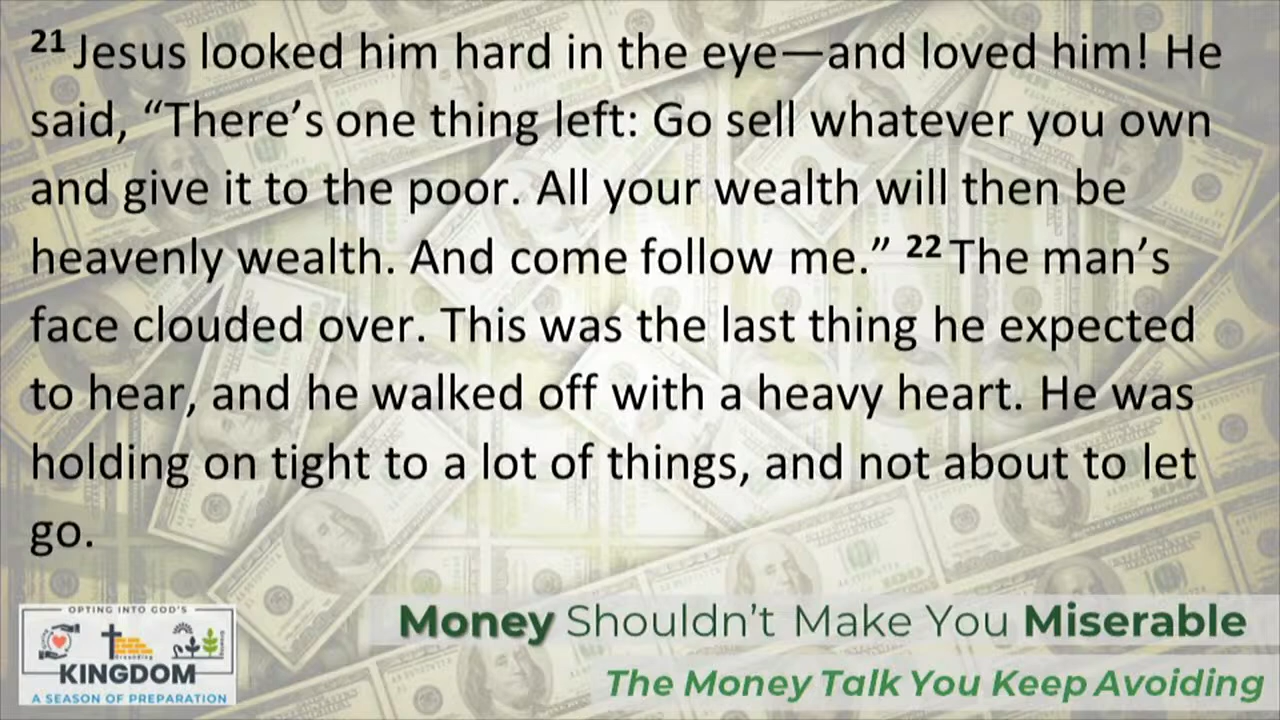 21 Jesus looked him hard in the eye—and loved him! He
said, “There’s one thing left: Go sell whatever you own
and give it to the poor. All your wealth will then be
heavenly wealth. And come follow me.” 22 The man’s
face clouded over. This was the last thing he expected
to hear, and he walked off with a heavy heart. He was
holding on tight to a lot of things, and not about to let
go.
OPTING INTO GOD’S
KINGDOM
A SEASON OF PREPARATION
Money Shouldn’t Make You Miserable
The Money Talk You Keep Avoiding